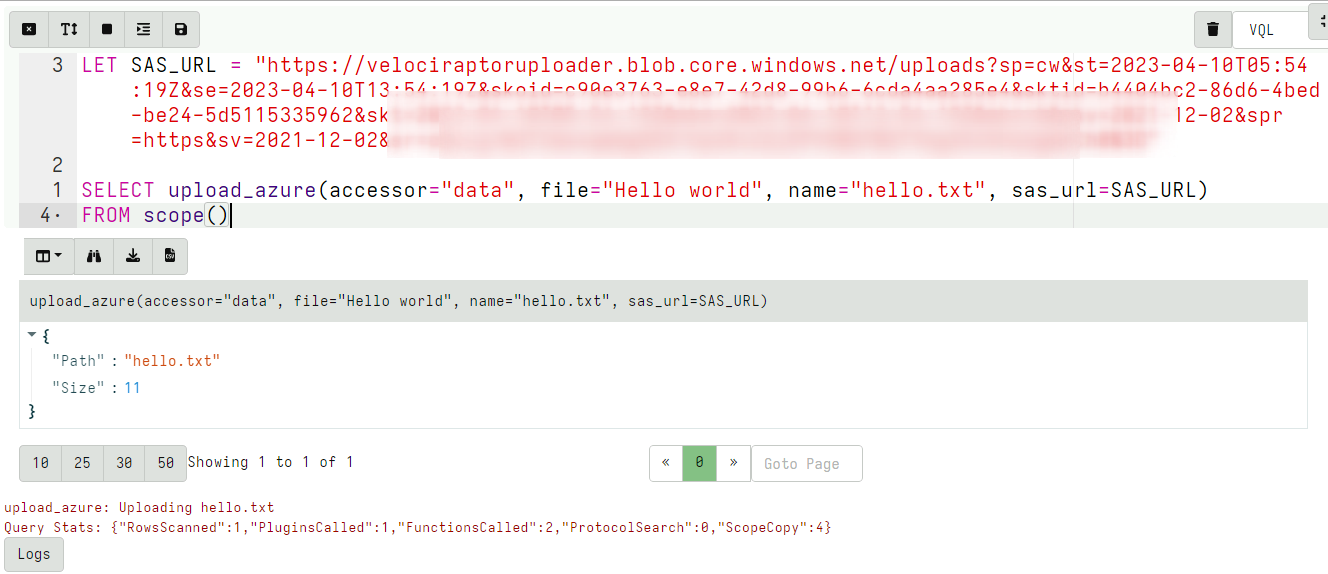 VQL
3 LET SAS_URL = "https://velociraptoruploader.blob.core.windows.net/uploads?sp=cw&st=2023-04-10T05:54
:19Z&se=2023-04-10T13:54:19Z&skoid=c90e3763-e8e7-42d8-99b6-6cda4aa285e4&sktid=b4404bc2-86d6-4bed
-be24-5d5115335962&sk 12-02&spr
=https&sv=2021-12-02&
2
1 SELECT upload_azure(accessor="data", file="Hello world", name="hello.txt", sas_url=SAS_URL)
4· FROM scope()
upload_azure(accessor="data", file="Hello world", name="hello.txt", sas_url=SAS_URL)
{
"Path" : "hello.txt"
"Size" : 11
}
10 25 30 50 Showing 1 to 1 of 1 « 0 » Goto Page
upload_azure: Uploading hello.txt
Query Stats: {"RowsScanned":1,"PluginsCalled":1,"FunctionsCalled":2,"ProtocolSearch":0,"ScopeCopy":4}
Logs